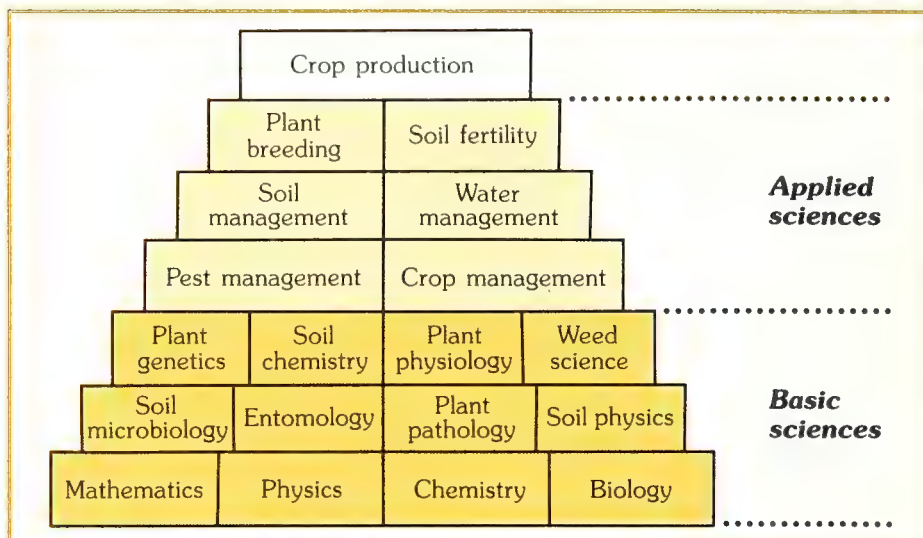 Crop production
Plant
breeding
Soil fertility
Soil
management
Water
management
Applied
sciences
Pest management
Crop management
Plant
genetics
Soil
chemistry
Plant
physiology
Weed
science
Soil
microbiology
Entomology
Plant
pathology
Soil physics
Basic
sciences
Mathematics
Physics
Chemistry
Biology